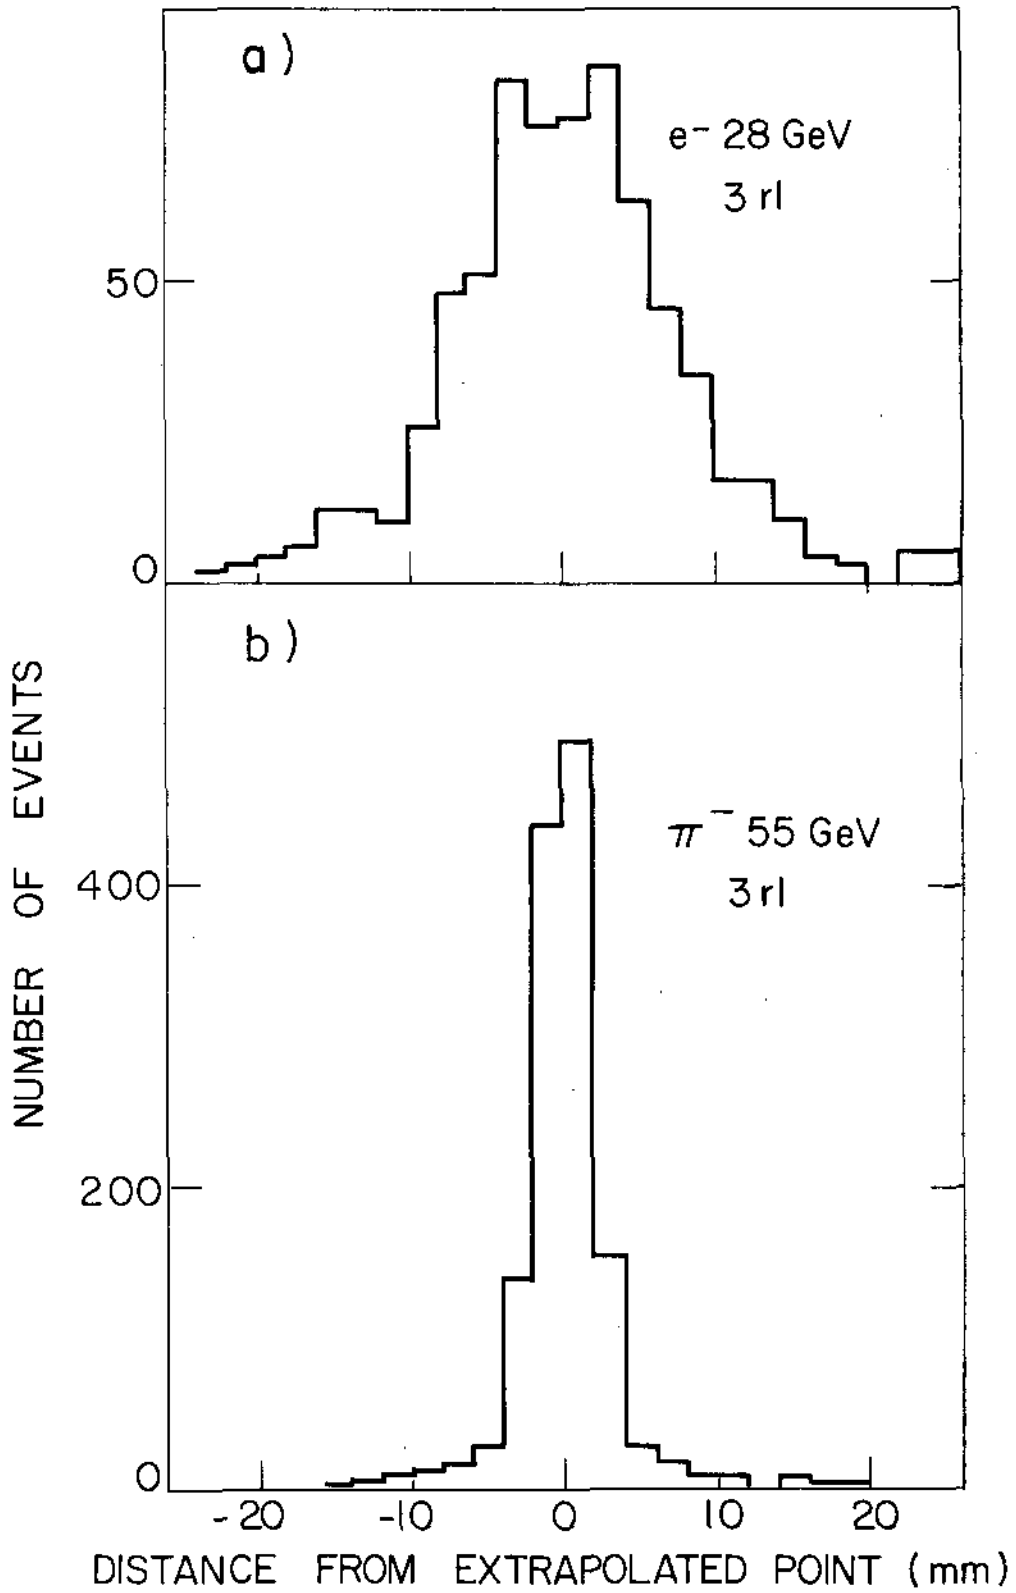 a)
e- 28 GeV
3 rl
50
0
b)
π⁻ 55 GeV
3 rl
400
200
0
-20 -10 0 10 20
NUMBER OF EVENTS
DISTANCE FROM EXTRAPOLATED POINT (mm)